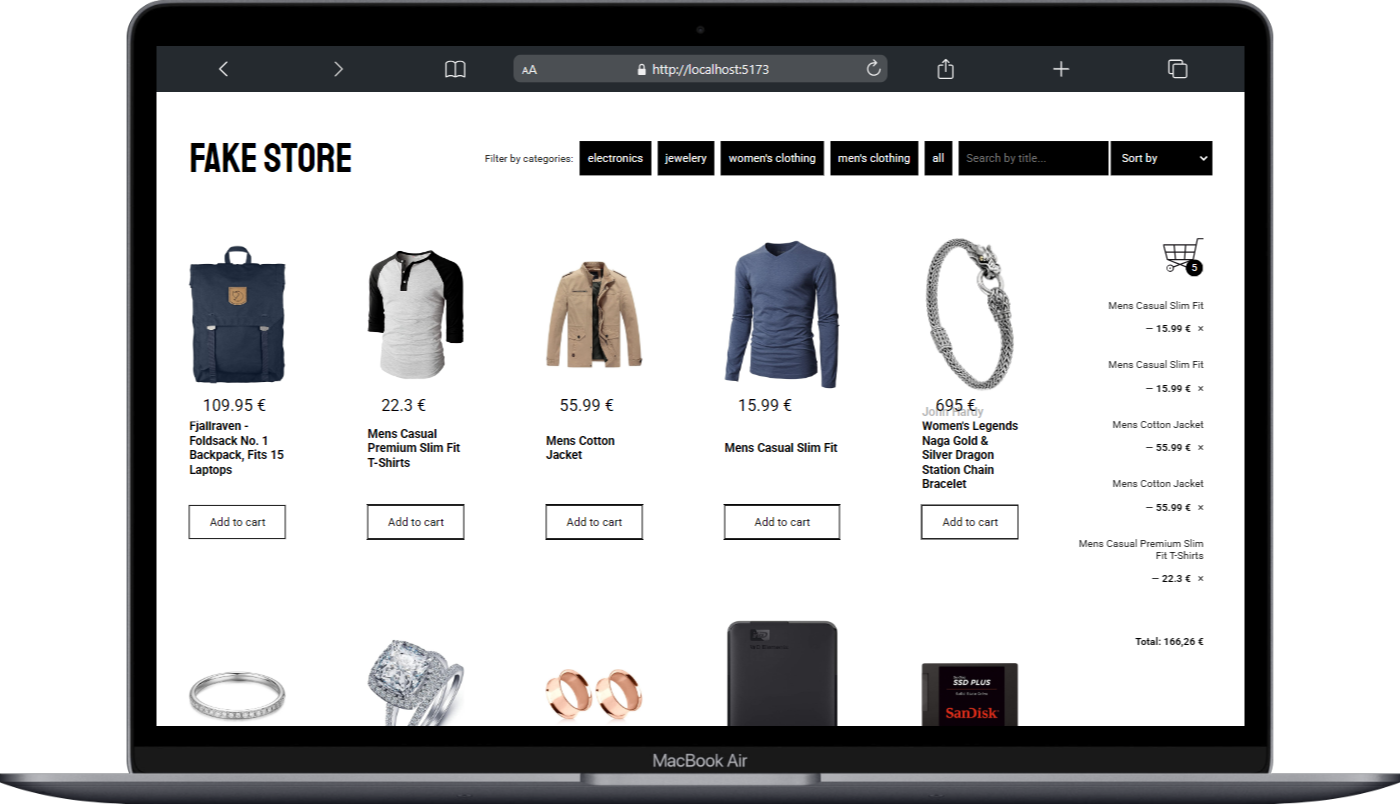 AA
http://localhost:5173
FAKE STORE
Filter by categories:
electronics
jewelery
women's clothing
men's clothing
all
Search by title...
Sort by
5
109.95 €
Fjallraven -
Foldsack No. 1
Backpack, Fits 15
Laptops
Add to cart
22.3 €
Mens Casual
Premium Slim Fit
T-Shirts
Add to cart
55.99 €
Mens Cotton
Jacket
Add to cart
15.99 €
Mens Casual Slim Fit
Add to cart
695 €
John Hardy
Women's Legends
Naga Gold &
Silver Dragon
Station Chain
Bracelet
Add to cart
Mens Casual Slim Fit
– 15.99 € ×
Mens Casual Slim Fit
– 15.99 € ×
Mens Cotton Jacket
– 55.99 € ×
Mens Cotton Jacket
– 55.99 € ×
Mens Casual Premium Slim
Fit T-Shirts
– 22.3 € ×
Total: 166,26 €
SSD PLUS
SanDisk
MacBook Air